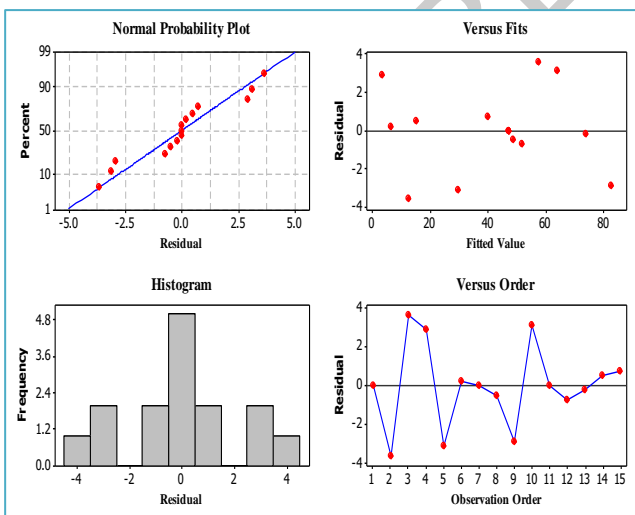 Normal Probability Plot
99
90
50
10
1
Percent
-5.0 -2.5 0.0 2.5 5.0
Residual
Versus Fits
4
2
0
-2
-4
Residual
0 20 40 60 80
Fitted Value
Histogram
4.8
3.6
2.4
1.2
0.0
Frequency
-4 -2 0 2 4
Residual
Versus Order
4
2
0
-2
-4
Residual
1 2 3 4 5 6 7 8 9 10 11 12 13 14 15
Observation Order